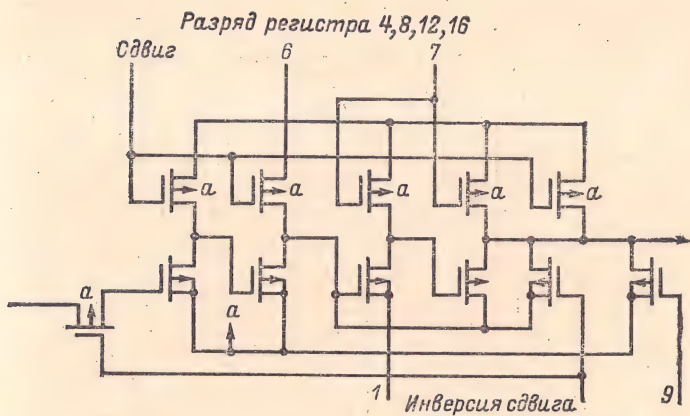 Разряд регистра 4,8,12,16
Сдвиг 6 7
a a a a a
a
a
1 Инверсия сдвига 9